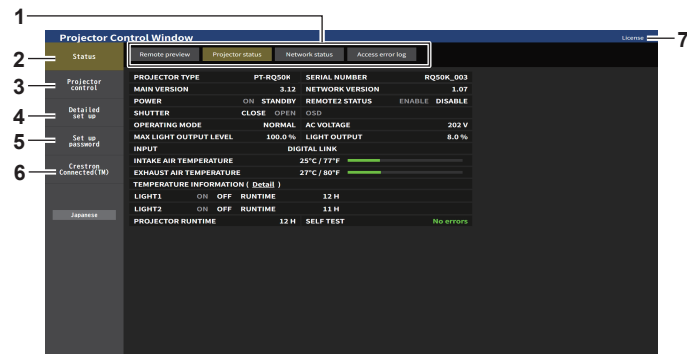 1
Projector Control Window
License
7
2
Status
Remote preview Projector status Network status Access error log
3
Projector
control
4
Detailed
set up
5
Set up
password
6
Crestron
Connected(TM)
Japanese
PROJECTOR TYPE PT-RQ50K SERIAL NUMBER RQ50K_003
MAIN VERSION 3.12 NETWORK VERSION 1.07
POWER ON STANDBY REMOTE2 STATUS ENABLE DISABLE
SHUTTER CLOSE OPEN OSD
OPERATING MODE NORMAL AC VOLTAGE 202 V
MAX LIGHT OUTPUT LEVEL 100.0 % LIGHT OUTPUT 8.0 %
INPUT DIGITAL LINK
INTAKE AIR TEMPERATURE 25°C / 77°F
EXHAUST AIR TEMPERATURE 27°C / 80°F
TEMPERATURE INFORMATION ( Detail )
LIGHT1 ON OFF RUNTIME 12 H
LIGHT2 ON OFF RUNTIME 11 H
PROJECTOR RUNTIME 12 H SELF TEST No errors